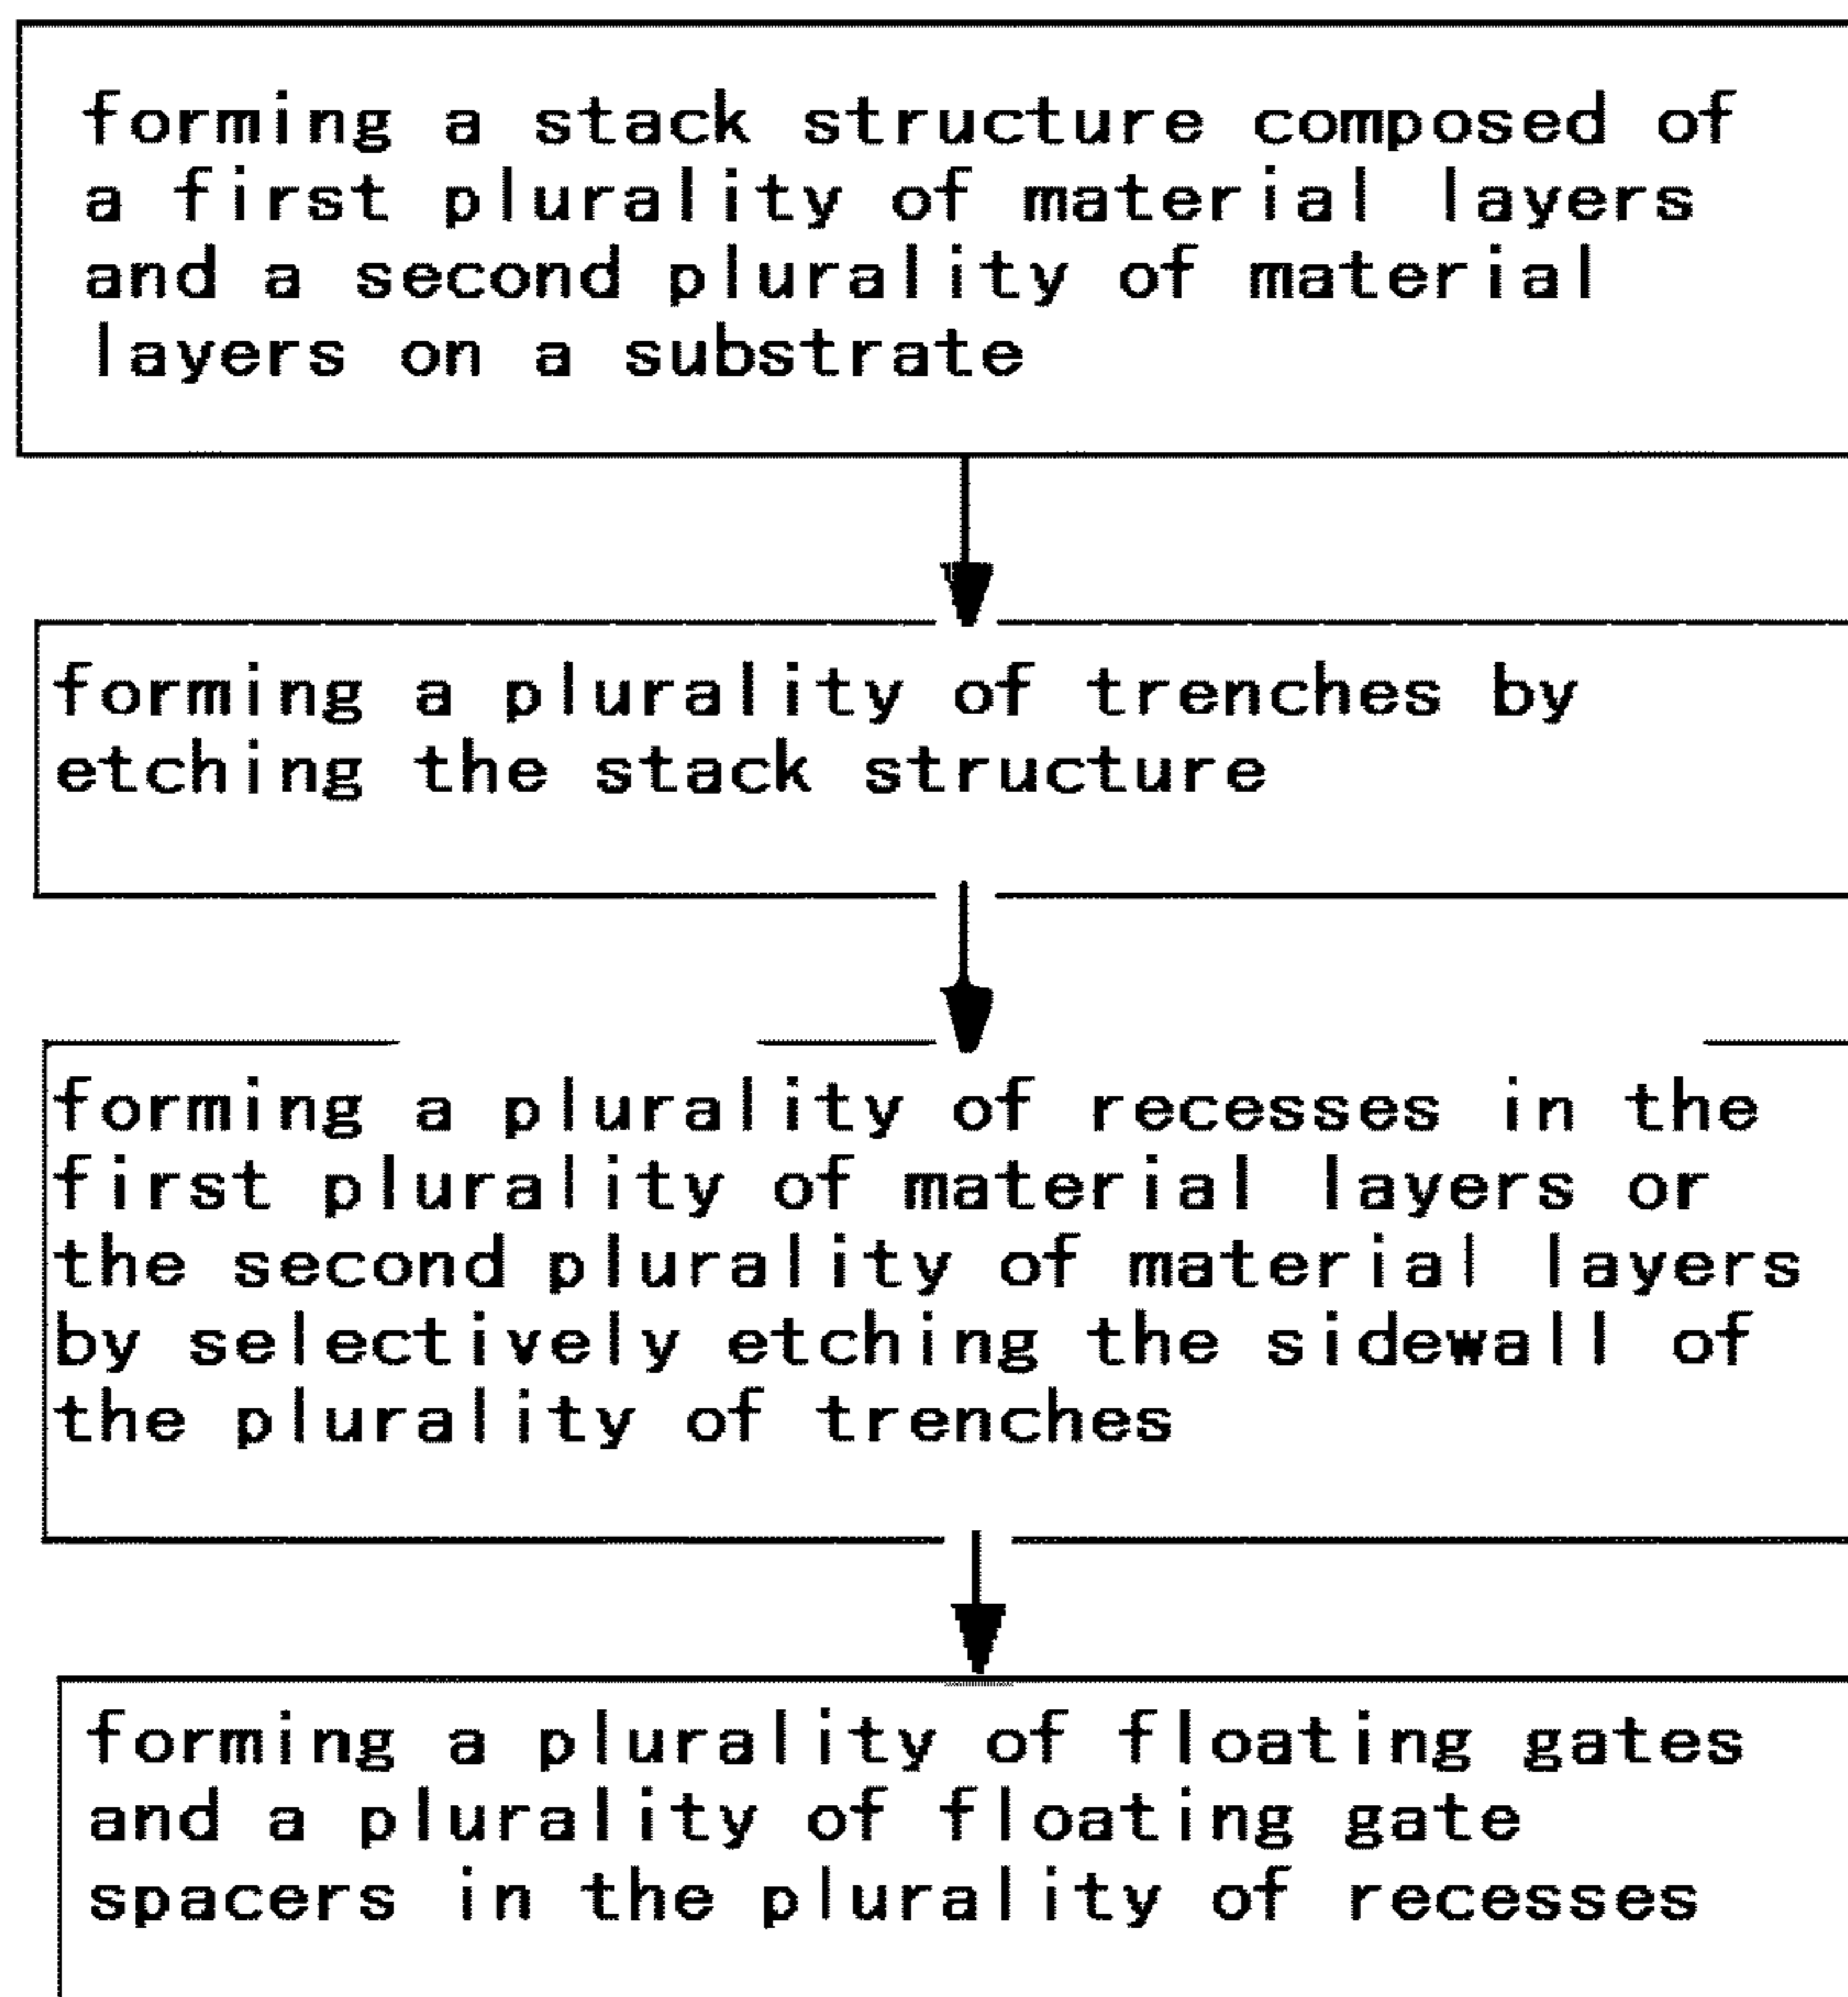 forming a stack structure composed of
a first plurality of material layers
and a second plurality of material
layers on a substrate
forming a plurality of trenches by
etching the stack structure
forming a plurality of recesses in the
first plurality of material layers or
the second plurality of material layers
by selectively etching the sidewall of
the plurality of trenches
forming a plurality of floating gates
and a plurality of floating gate
spacers in the plurality of recesses